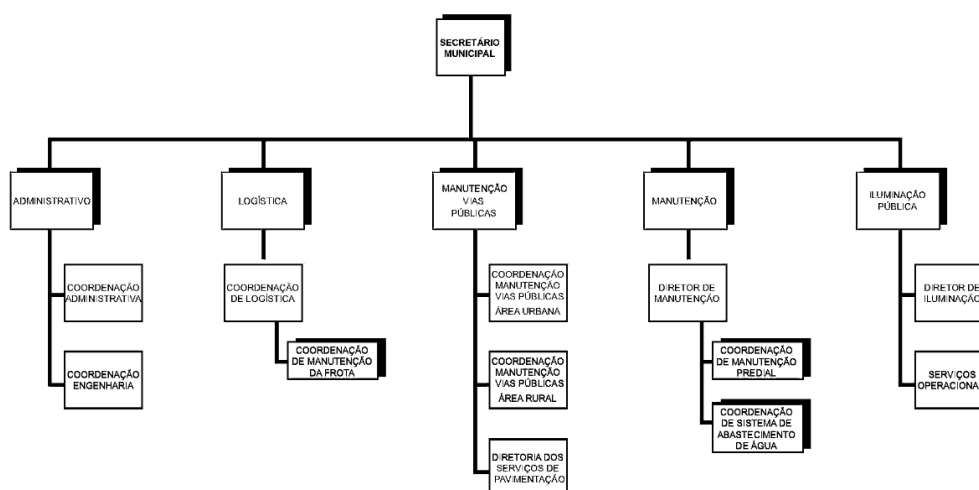 SECRETÁRIO
MUNICIPAL
ADMINISTRATIVO
LOGÍSTICA
MANUTENÇÃO
VIAS
PÚBLICAS
MANUTENÇÃO
ILUMINAÇÃO
PÚBLICA
COORDENAÇÃO
ADMINISTRATIVA
COORDENAÇÃO
ENGENHARIA
COORDENAÇÃO
DE LOGÍSTICA
COORDENAÇÃO
DE MANUTENÇÃO
DA FROTA
COORDENAÇÃO
MANUTENÇÃO
VIAS PÚBLICAS
ÁREA URBANA
COORDENAÇÃO
MANUTENÇÃO
VIAS PÚBLICAS
ÁREA RURAL
DIRETORIA DOS
SERVIÇOS DE
PAVIMENTAÇÃO
DIRETOR DE
MANUTENÇÃO
COORDENAÇÃO
DE MANUTENÇÃO
PREDIAL
COORDENAÇÃO
DE SISTEMA DE
ABASTECIMENTO
DE ÁGUA
DIRETOR DE
ILUMINAÇÃO
SERVIÇOS
OPERACIONA